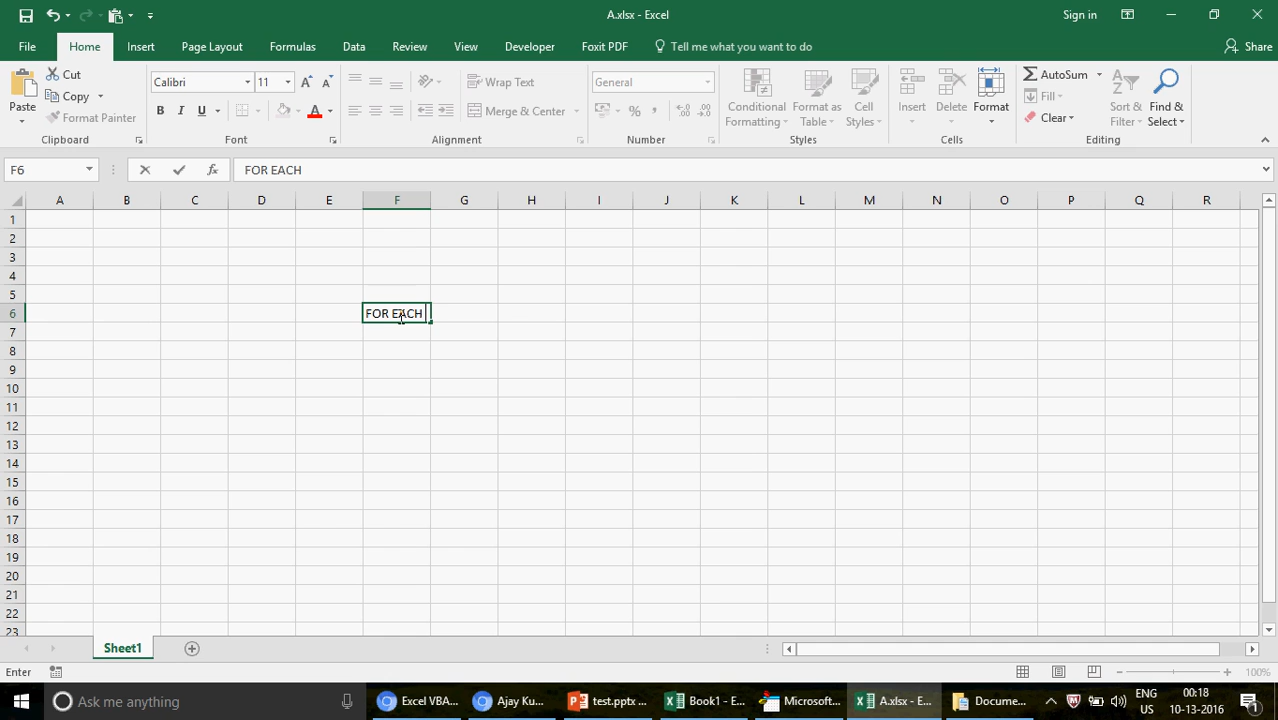 A.xlsx - Excel
Sign in
File Home Insert Page Layout Formulas Data Review View Developer Foxit PDF Tell me what you want to do Share
Paste
Cut
Copy
Format Painter
Clipboard
Calibri 11
B I U
Font
Wrap Text
Merge & Center
Alignment
General
Number
Conditional Formatting
Format as Table
Cell Styles
Styles
Insert
Delete
Format
Cells
AutoSum
Fill
Clear
Sort & Filter
Find & Select
Editing
F6 fx FOR EACH
A B C D E F G H I J K L M N O P Q R
1
2
3
4
5
6 FOR EACH
7
8
9
10
11
12
13
14
15
16
17
18
19
20
21
22
23
Sheet1
Enter 100%
Ask me anything Excel VBA... Ajay Ku... test.pptx ... Book1 - E... Microsoft... A.xlsx - E... Docume... ENG US 00:18 10-13-2016 1